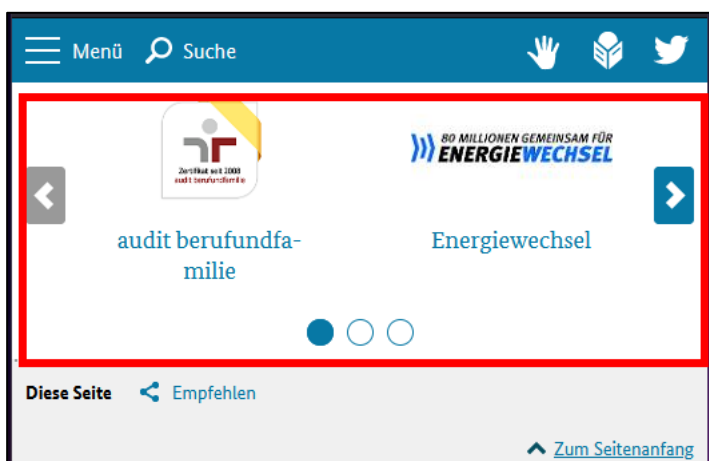 Menü Suche
Zertifikat seit 2008
audit berufundfamilie
80 MILLIONEN GEMEINSAM FÜR
ENERGIEWECHSEL
audit berufundfa-
milie
Energiewechsel
Diese Seite Empfehlen
Zum Seitenanfang